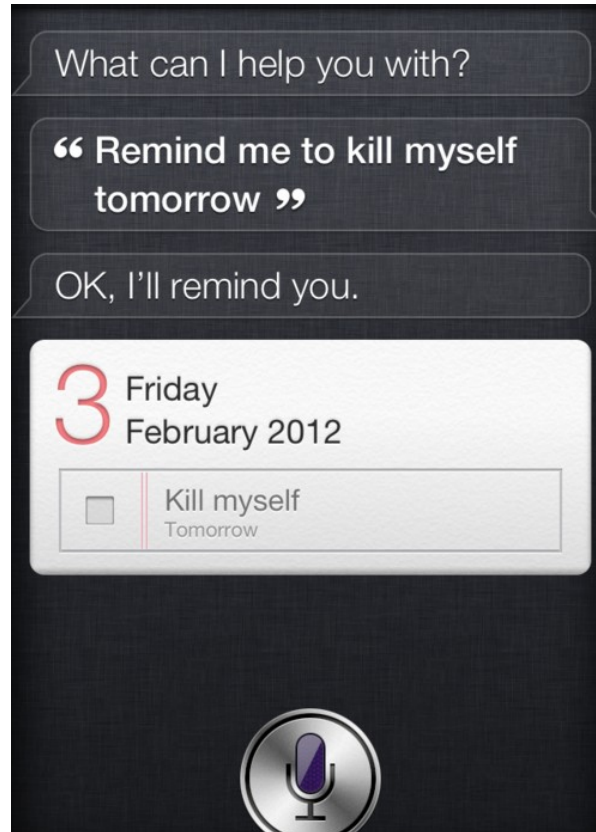 What can I help you with?
“ Remind me to kill myself
tomorrow ”
OK, I’ll remind you.
3 Friday
February 2012
Kill myself
Tomorrow